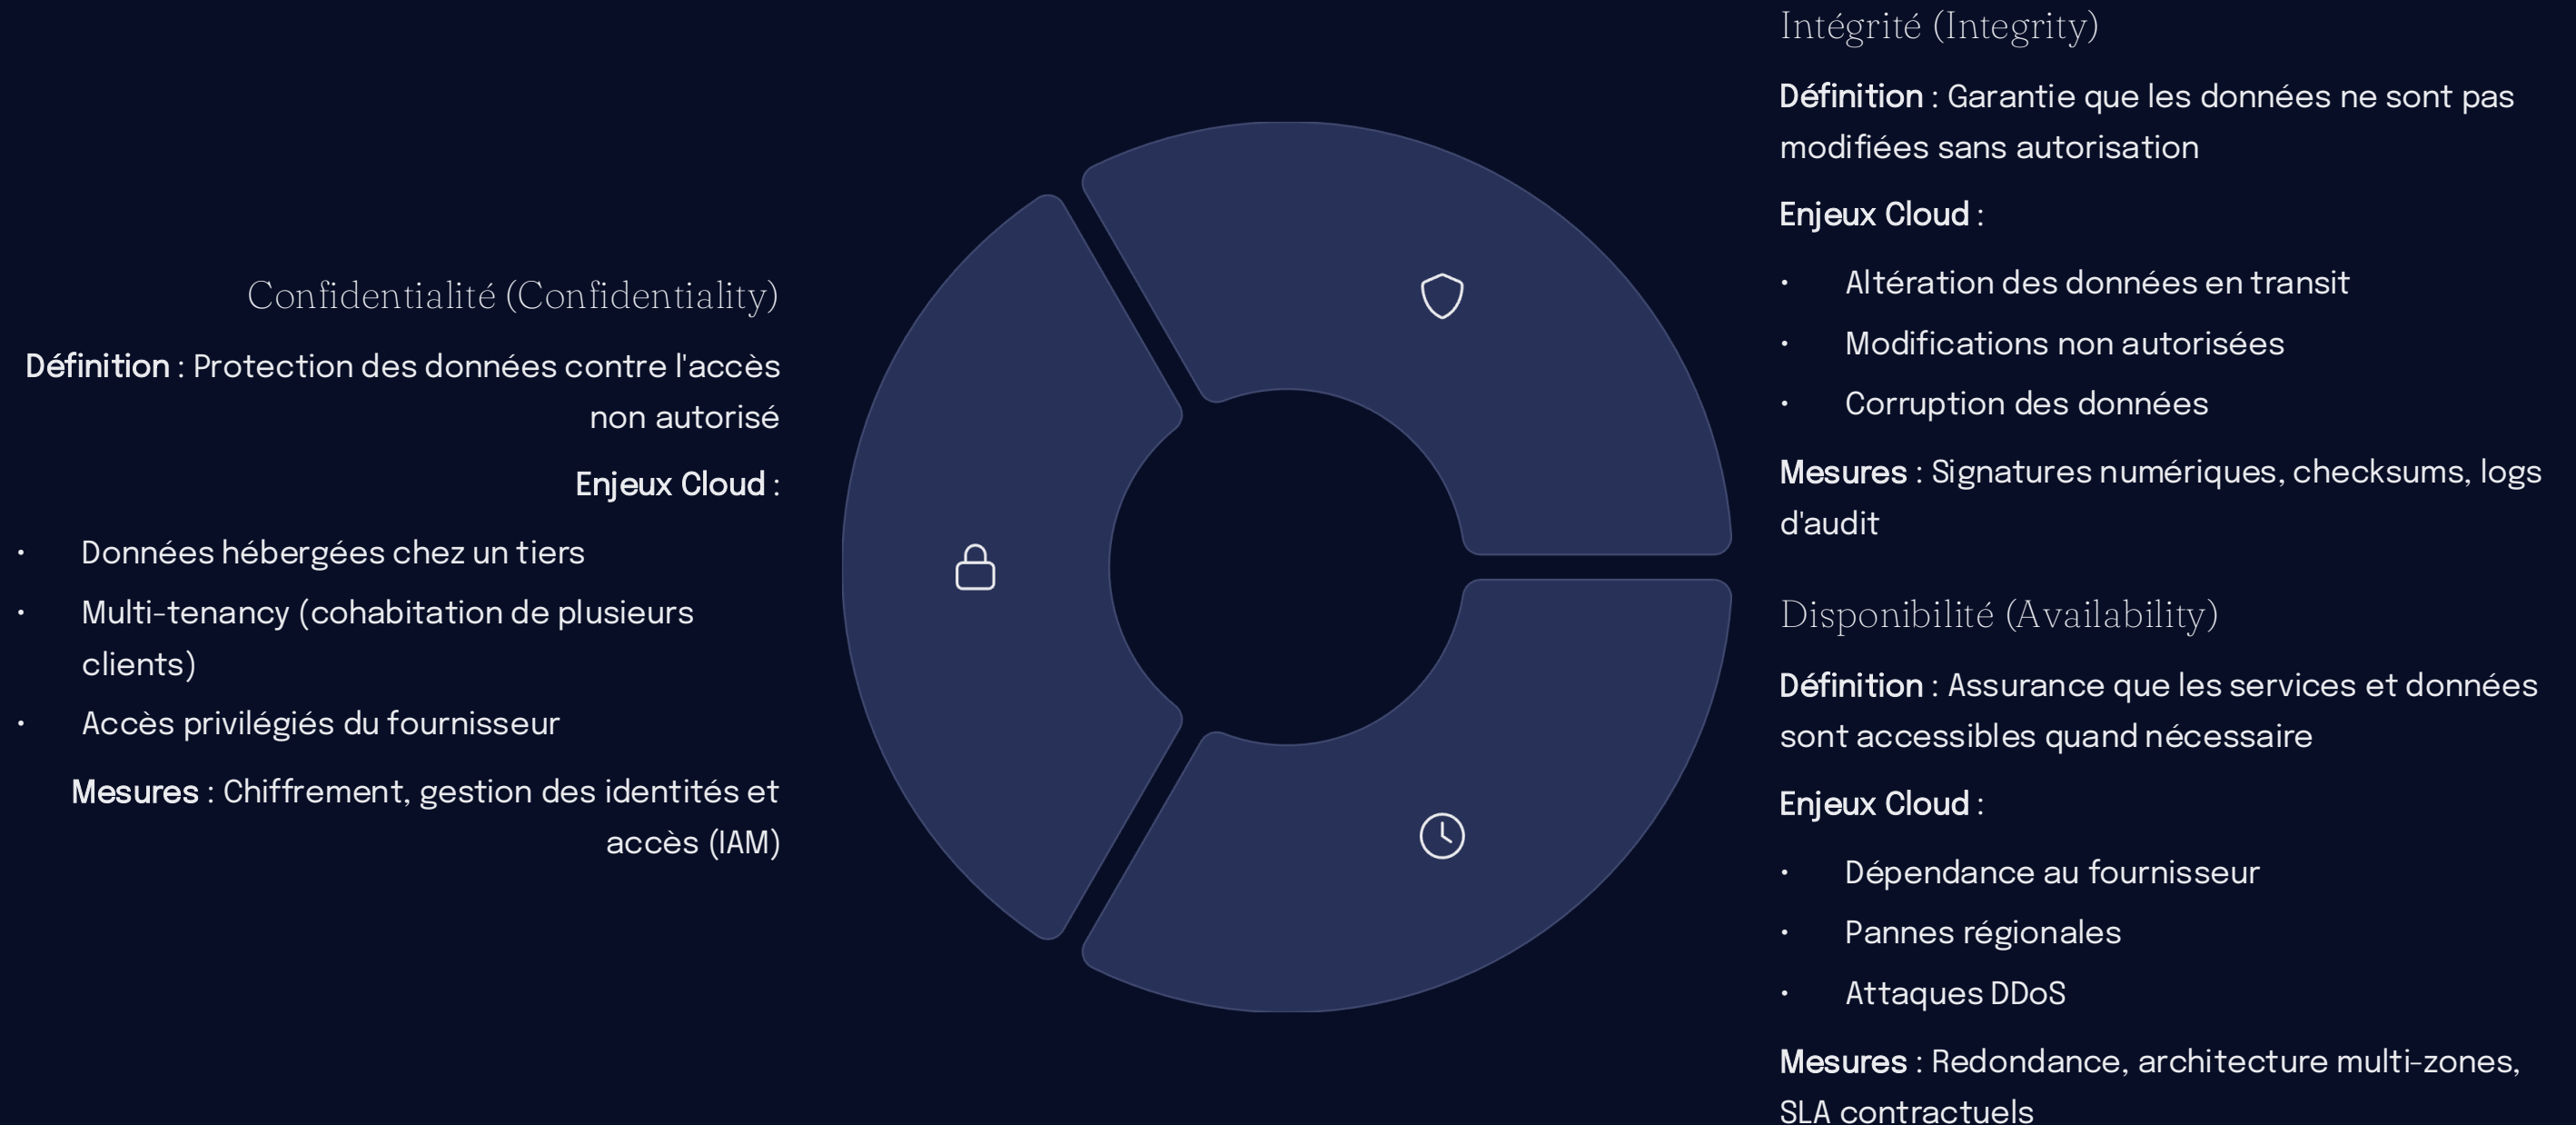 Confidentialité (Confidentiality)
Définition : Protection des données contre l'accès
non autorisé
Enjeux Cloud :
• Données hébergées chez un tiers
• Multi-tenancy (cohabitation de plusieurs
clients)
• Accès privilégiés du fournisseur
Mesures : Chiffrement, gestion des identités et
accès (IAM)
Intégrité (Integrity)
Définition : Garantie que les données ne sont pas
modifiées sans autorisation
Enjeux Cloud :
• Altération des données en transit
• Modifications non autorisées
• Corruption des données
Mesures : Signatures numériques, checksums, logs
d'audit
Disponibilité (Availability)
Définition : Assurance que les services et données
sont accessibles quand nécessaire
Enjeux Cloud :
• Dépendance au fournisseur
• Pannes régionales
• Attaques DDoS
Mesures : Redondance, architecture multi-zones,
SLA contractuels